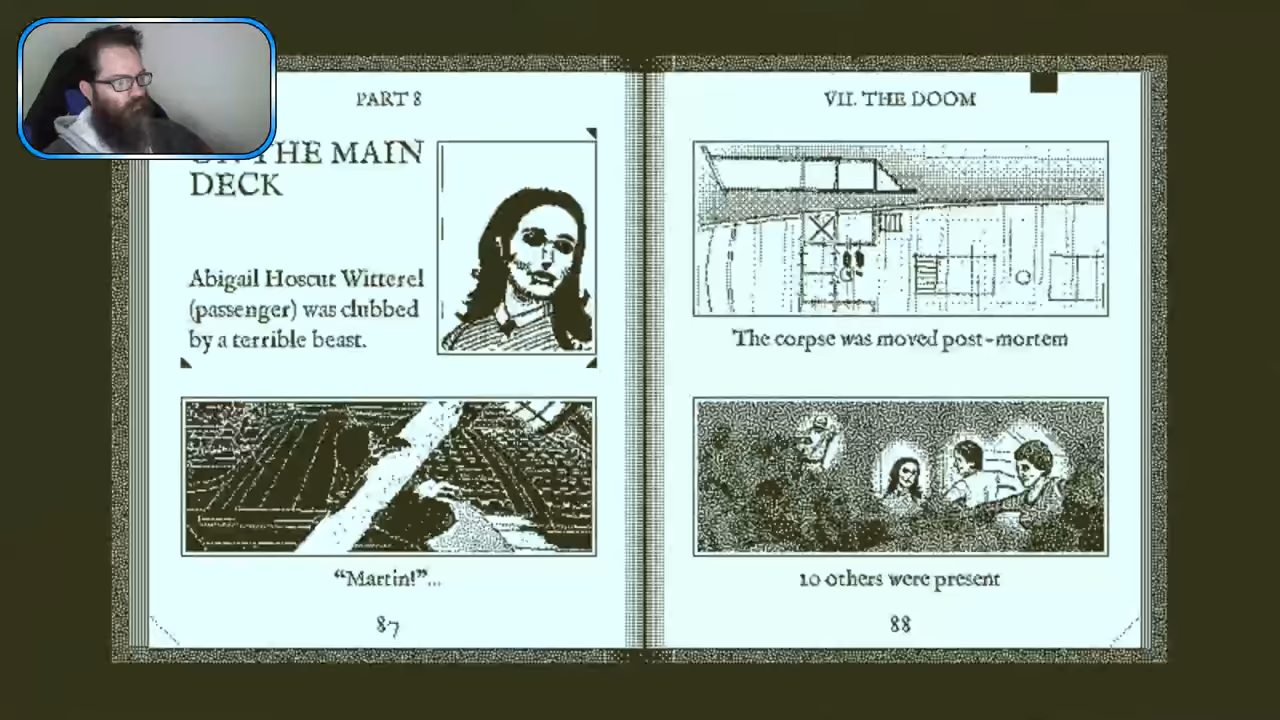 PART 8
THE MAIN
DECK
Abigail Hoscut Witterel
(passenger) was clubbed
by a terrible beast.
"Martin!"...
87
VII. THE DOOM
The corpse was moved post-mortem
10 others were present
88